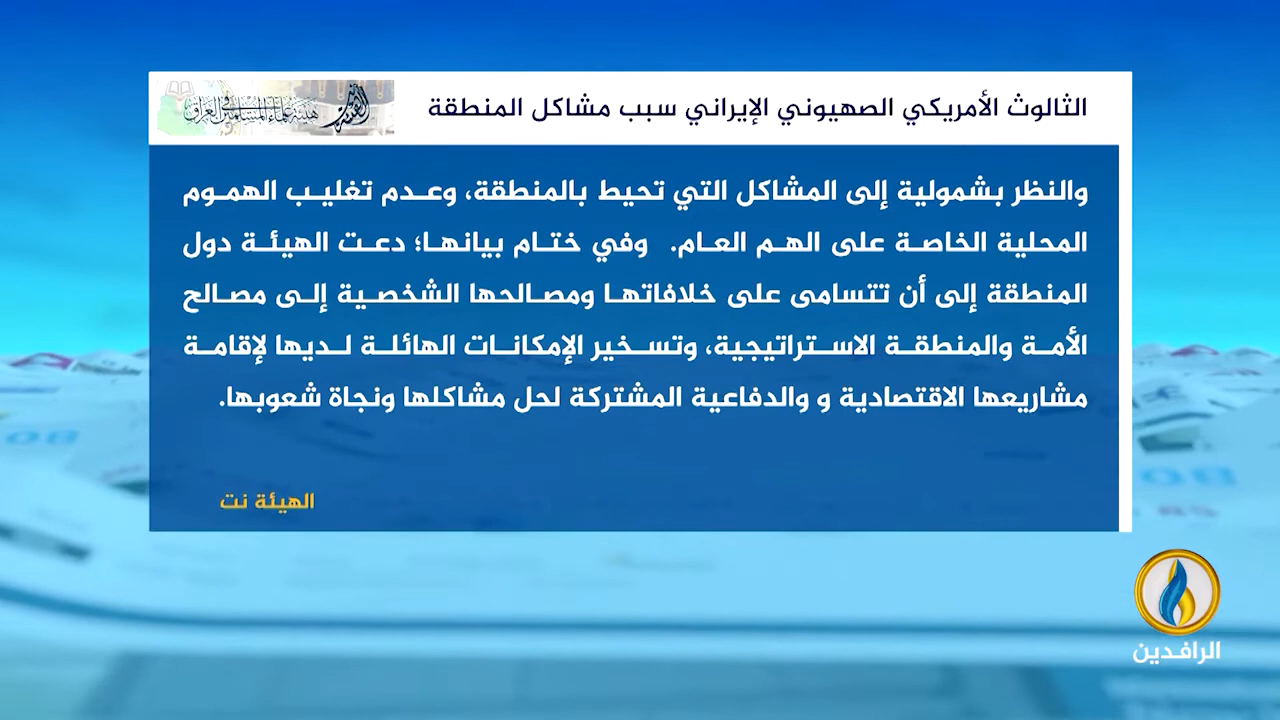 الثالوث الأمريكي الصهيوني الإيراني سبب مشاكل المنطقة
هيئة علماء المسلمين في العراق
والنظر بشمولية إلى المشاكل التي تحيط بالمنطقة، وعدم تغليب الهموم
المحلية الخاصة على الهم العام. وفي ختام بيانها؛ دعت الهيئة دول
المنطقة إلى أن تتسامى على خلافاتها ومصالحها الشخصية إلى مصالح
الأمة والمنطقة الاستراتيجية، وتسخير الإمكانات الهائلة لديها لإقامة
مشاريعها الاقتصادية و والدفاعية المشتركة لحل مشاكلها ونجاة شعوبها.
الهيئة نت
الرافدين